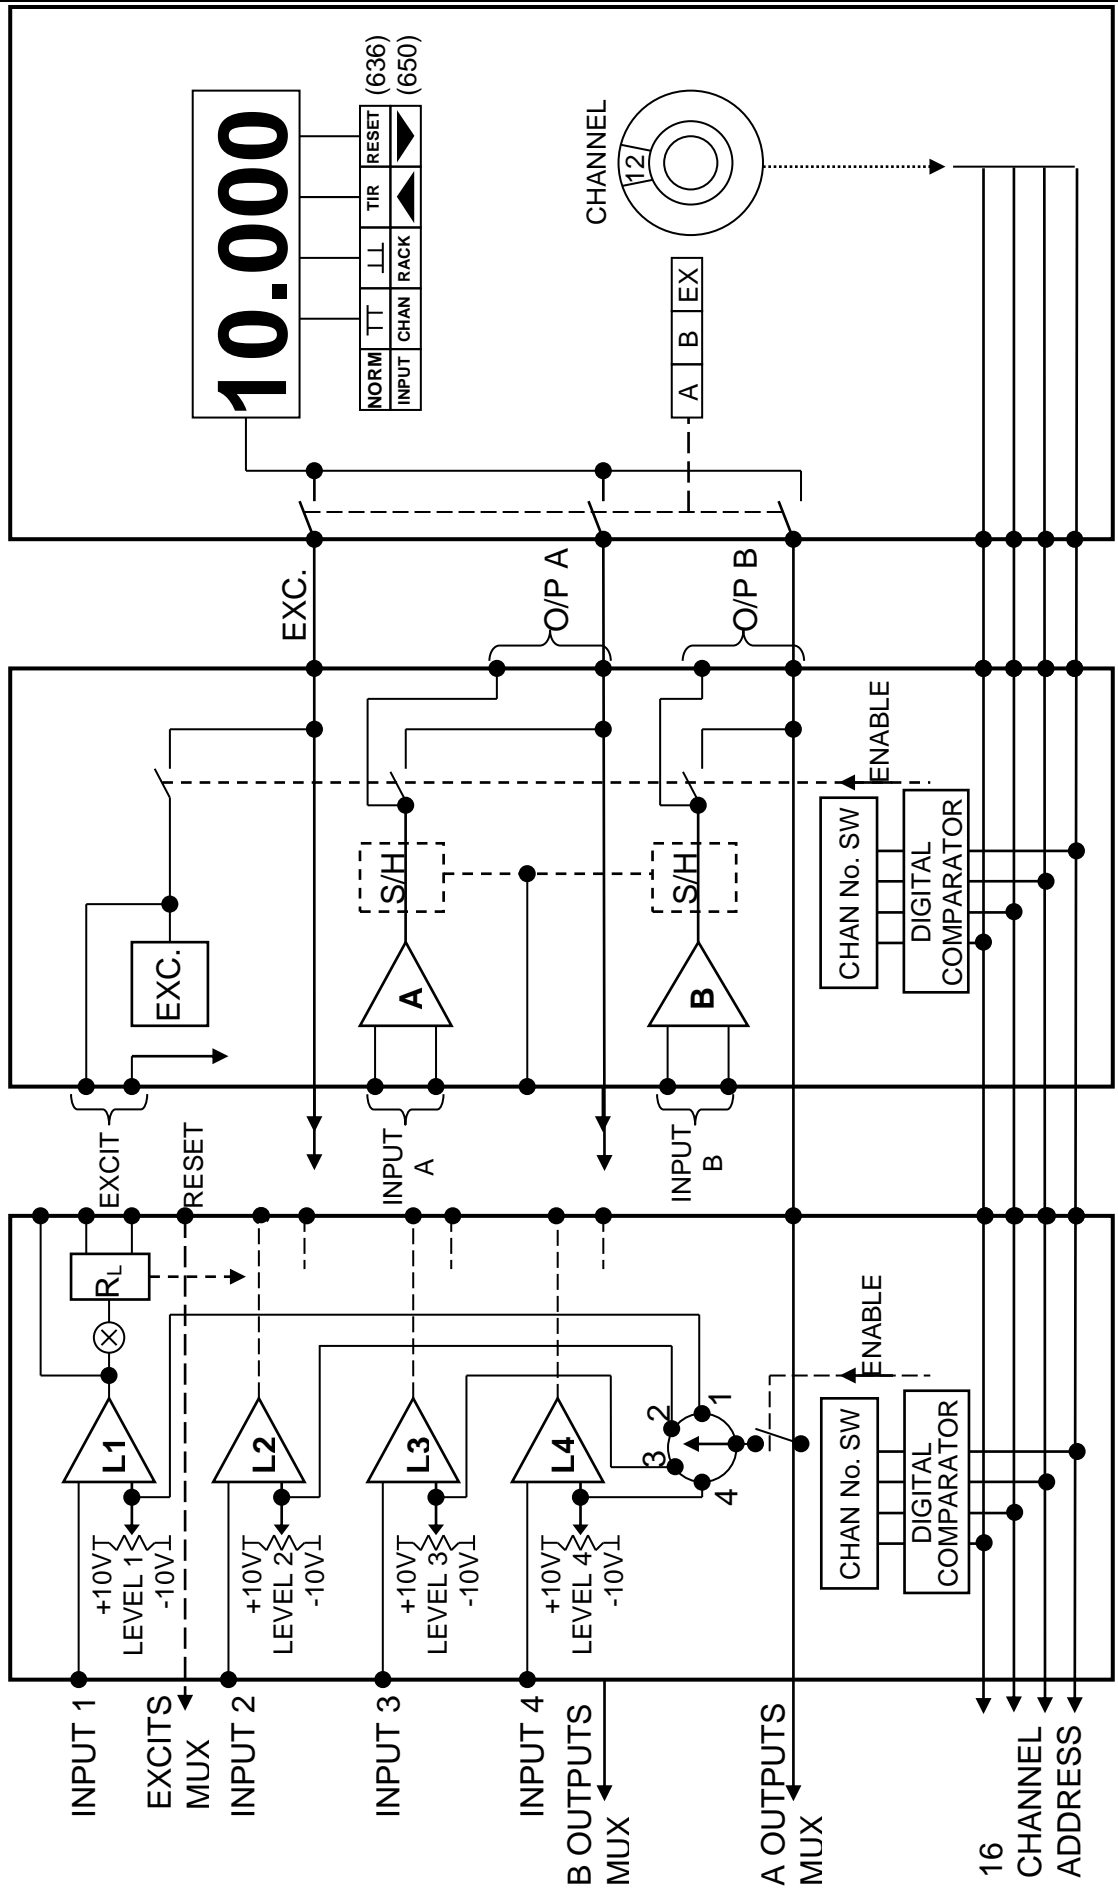 10.000
NORM
TIR
RESET
(636)
INPUT
CHAN
RACK
(650)
CHANNEL
12
A
B
EX
EXC.
O/P A
O/P B
EXC.
S/H
A
S/H
B
ENABLE
CHAN No. SW
DIGITAL
COMPARATOR
EXCIT
RESET
INPUT
A
INPUT
B
RL
L1
+10V
LEVEL 1
-10V
L2
+10V
LEVEL 2
-10V
L3
+10V
LEVEL 3
-10V
L4
+10V
LEVEL 4
-10V
1
2
3
4
ENABLE
CHAN No. SW
DIGITAL
COMPARATOR
INPUT 1
EXCITS
MUX
INPUT 2
INPUT 3
INPUT 4
B OUTPUTS
MUX
A OUTPUTS
MUX
16
CHANNEL
ADDRESS